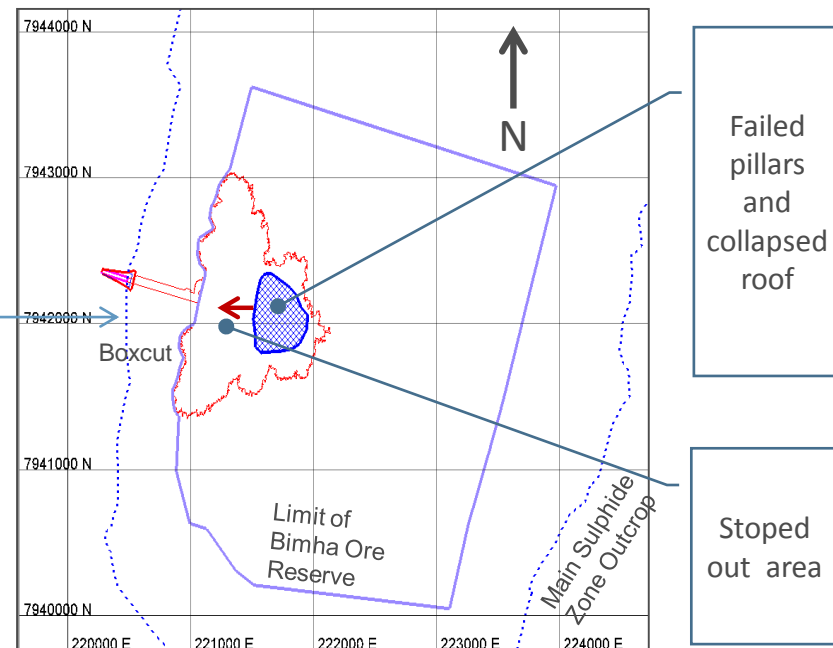 7944000 N
N
7943000 N
7942000 N
Boxcut
7941000 N
Limit of
Bimha Ore
Reserve
Main Sulphide
Zone Outcrop
7940000 N
220000 E
221000 E
222000 E
223000 E
224000 E
Failed
pillars
and
collapsed
roof
Stoped
out area